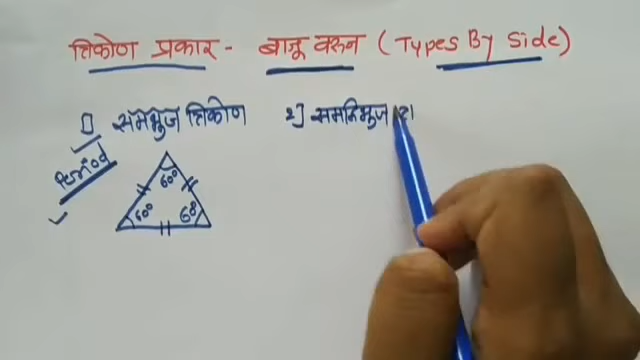 त्रिकोण प्रकार - बाजू वरून (Types By Side)
1] समभुज त्रिकोण
2] समद्विभुज
Period
60°
60° 60°